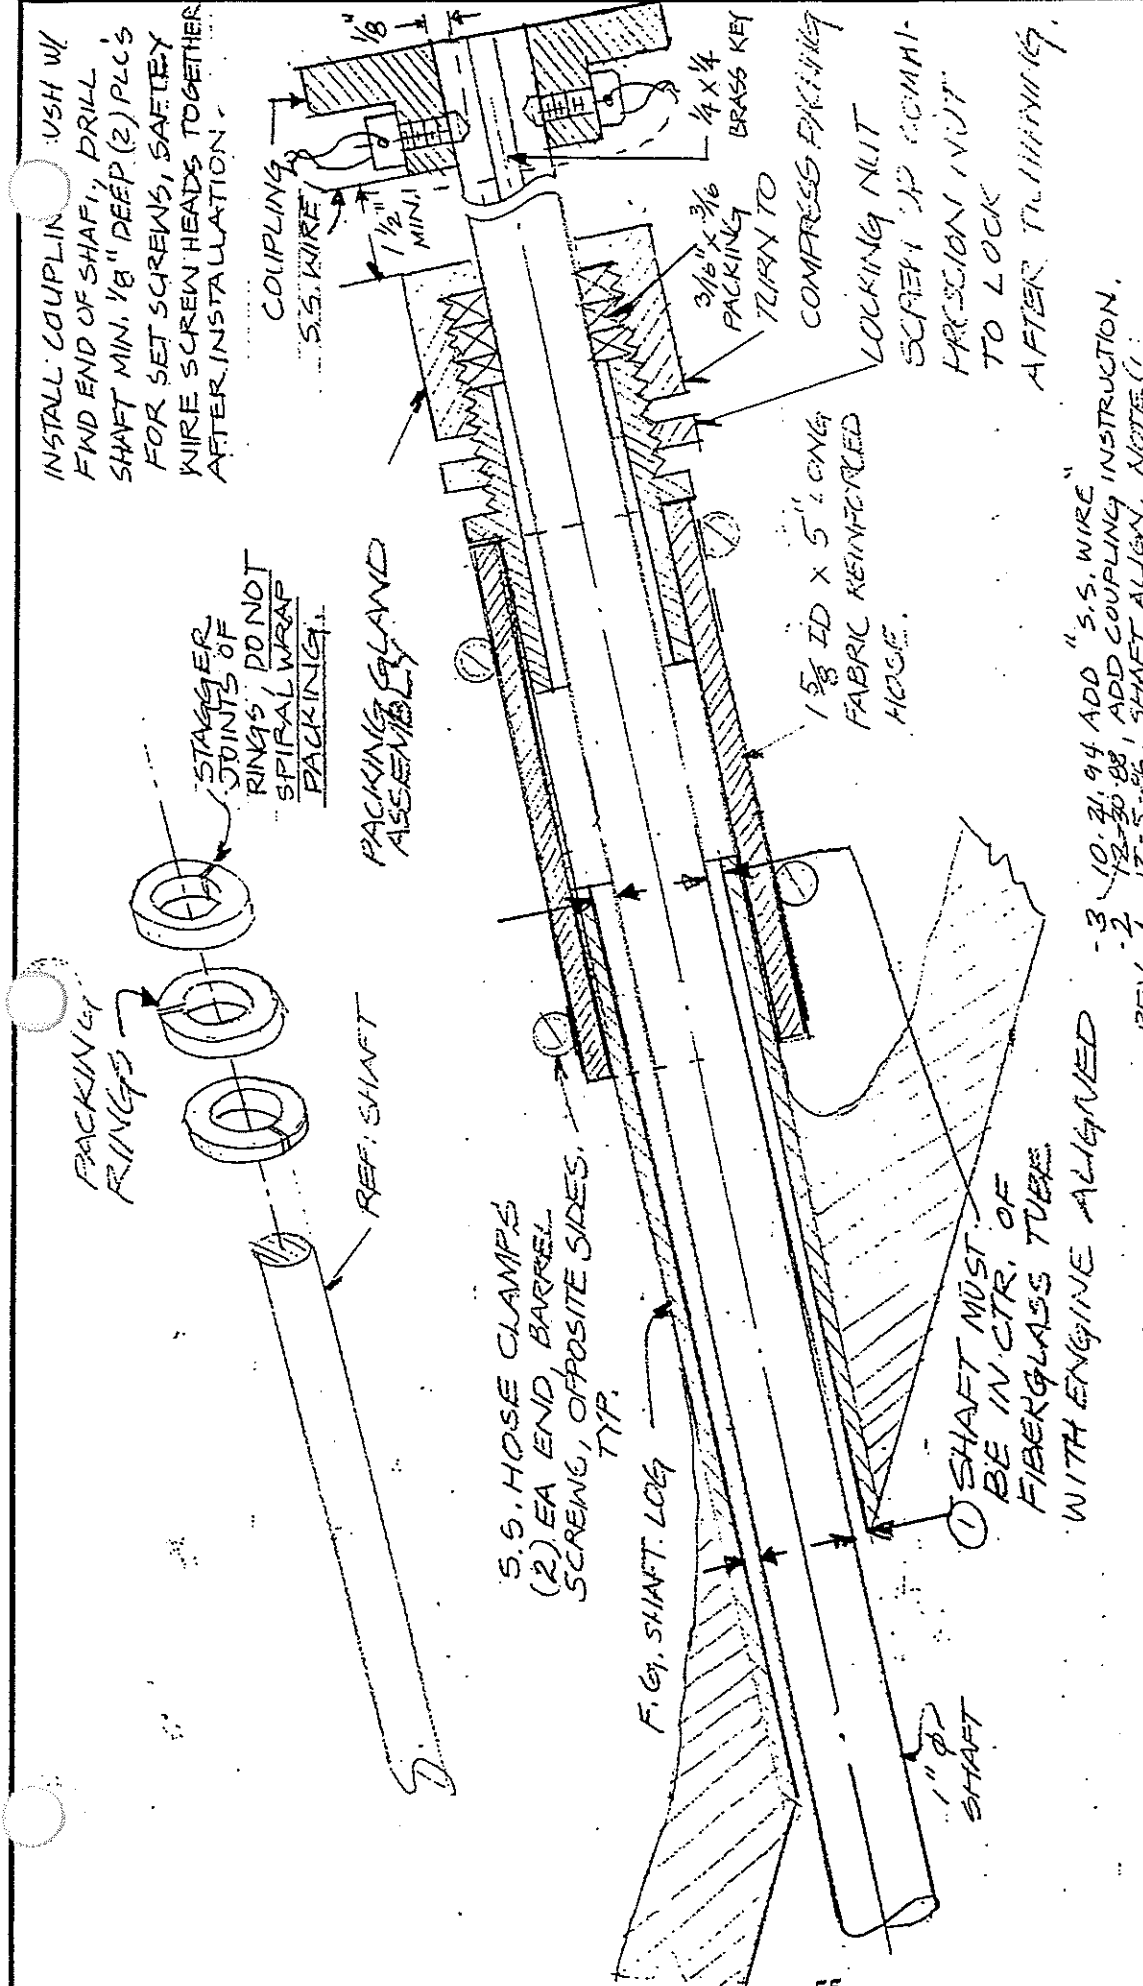 INSTALL COUPLIN USH W/
FWD END OF SHAFT, DRILL
SHAFT MIN. 1/8" DEEP (2) PLC'S
FOR SET SCREWS, SAFTEY
WIRE SCREW HEADS TOGETHER
AFTER INSTALLATION.
COUPLING
S.S. WIRE
1/8"
1 1/2"
MIN.
1/4 X 1/4
BRASS KEY
PACKING
RINGS
STAGGER
JOINTS OF
RINGS, DO NOT
SPIRAL WRAP
PACKING.
REF. SHAFT
PACKING GLAND
ASSEMBLY
3/16" x 3/16
PACKING
TURN TO
COMPRESS PACKING
LOCKING NUT
TO LOCK
AFTER
1 5/8 ID X 5" LONG
FABRIC REINFORCED
HOSE.
S.S. HOSE CLAMPS
(2) EA END, BARREL
SCREWS, OPPOSITE SIDES.
TYP.
F.G. SHAFT LOG
1" Φ
SHAFT
① SHAFT MUST
BE IN CTR. OF
FIBERGLASS TUBE
WITH ENGINE ALIGNED
-3 10.21.94 ADD "S.S. WIRE"
-2 12-30-88, ADD COUPLING INSTRUCTION.
SHAFT ALIGN. NOTE